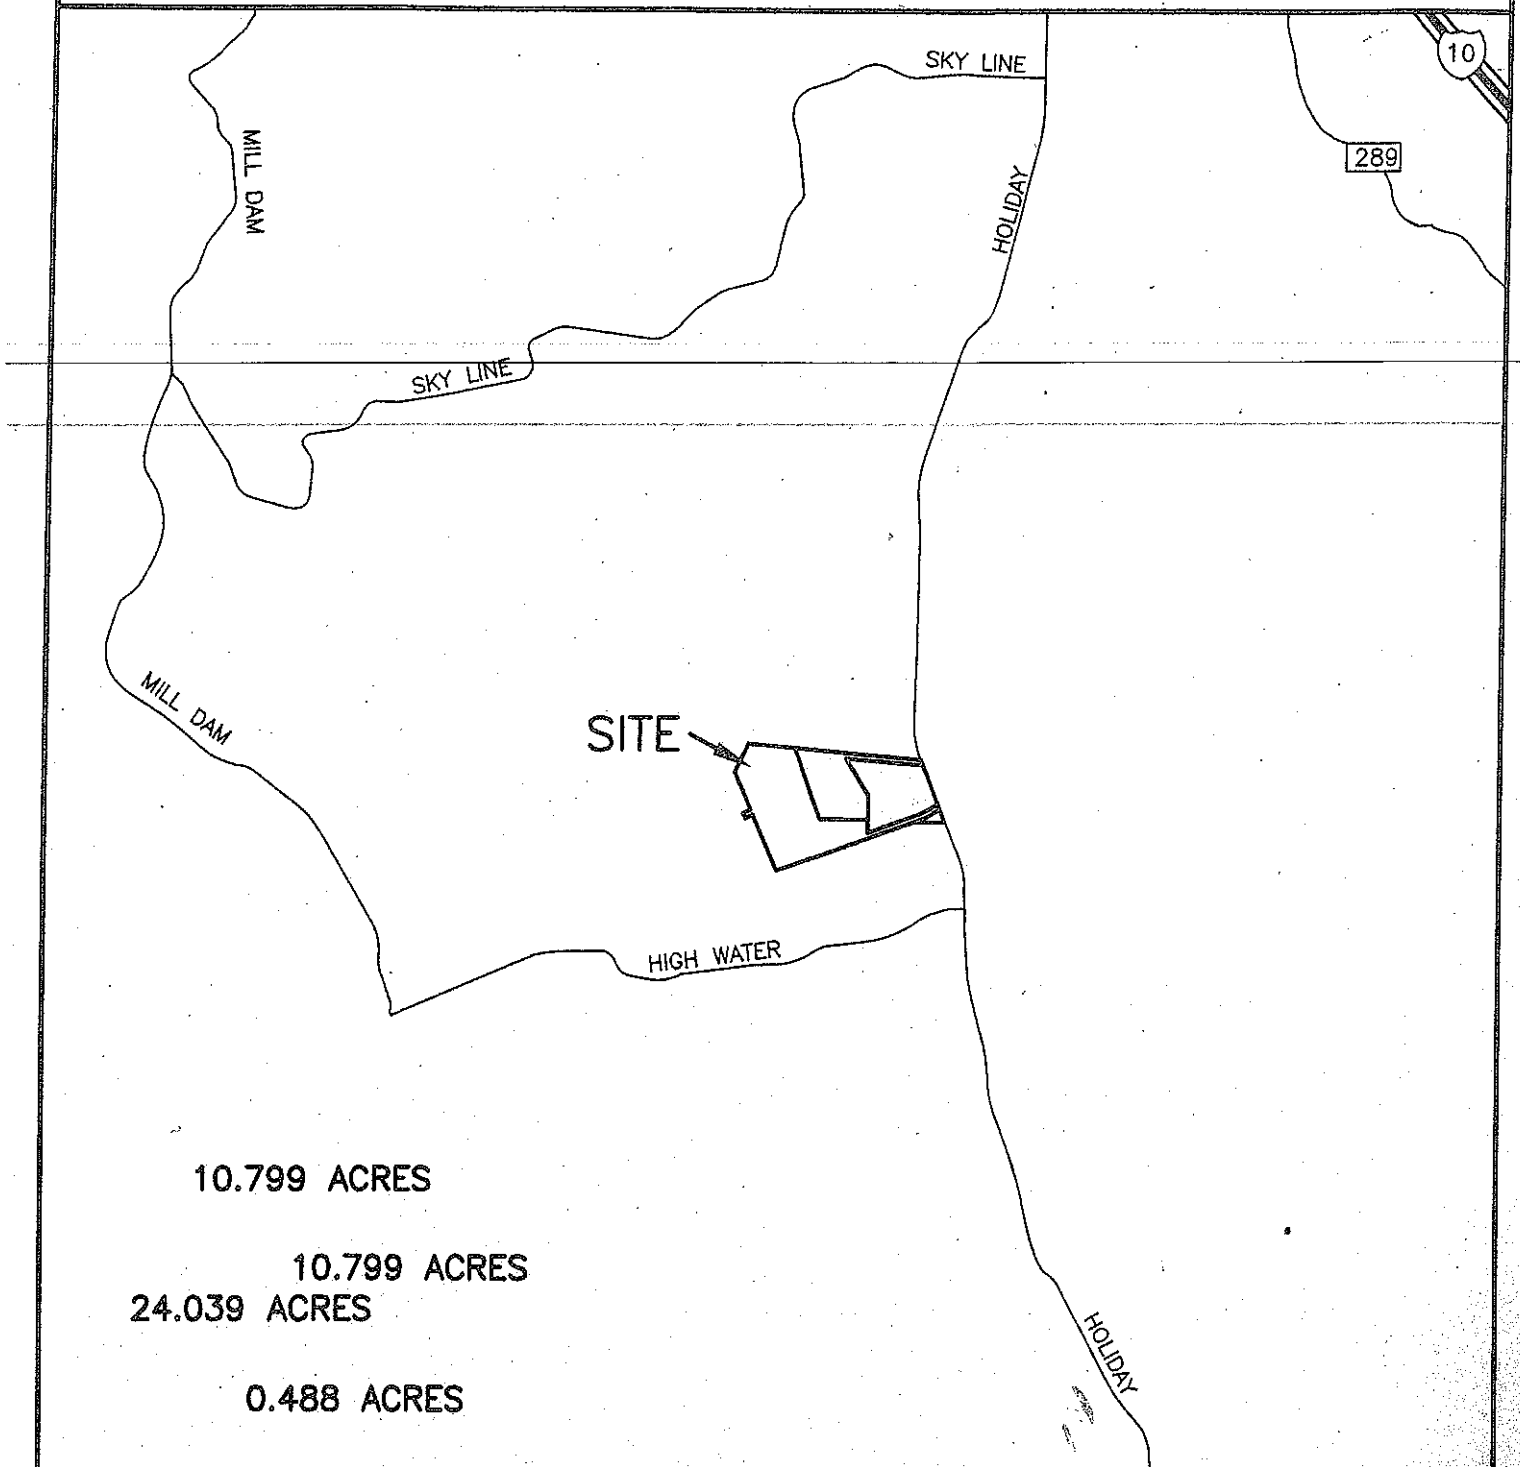 SKY LINE
10
MILL DAM
289
HOLIDAY
SKY LINE
MILL DAM
SITE
HIGH WATER
10.799 ACRES
10.799 ACRES
24.039 ACRES
HOLIDAY
0.488 ACRES